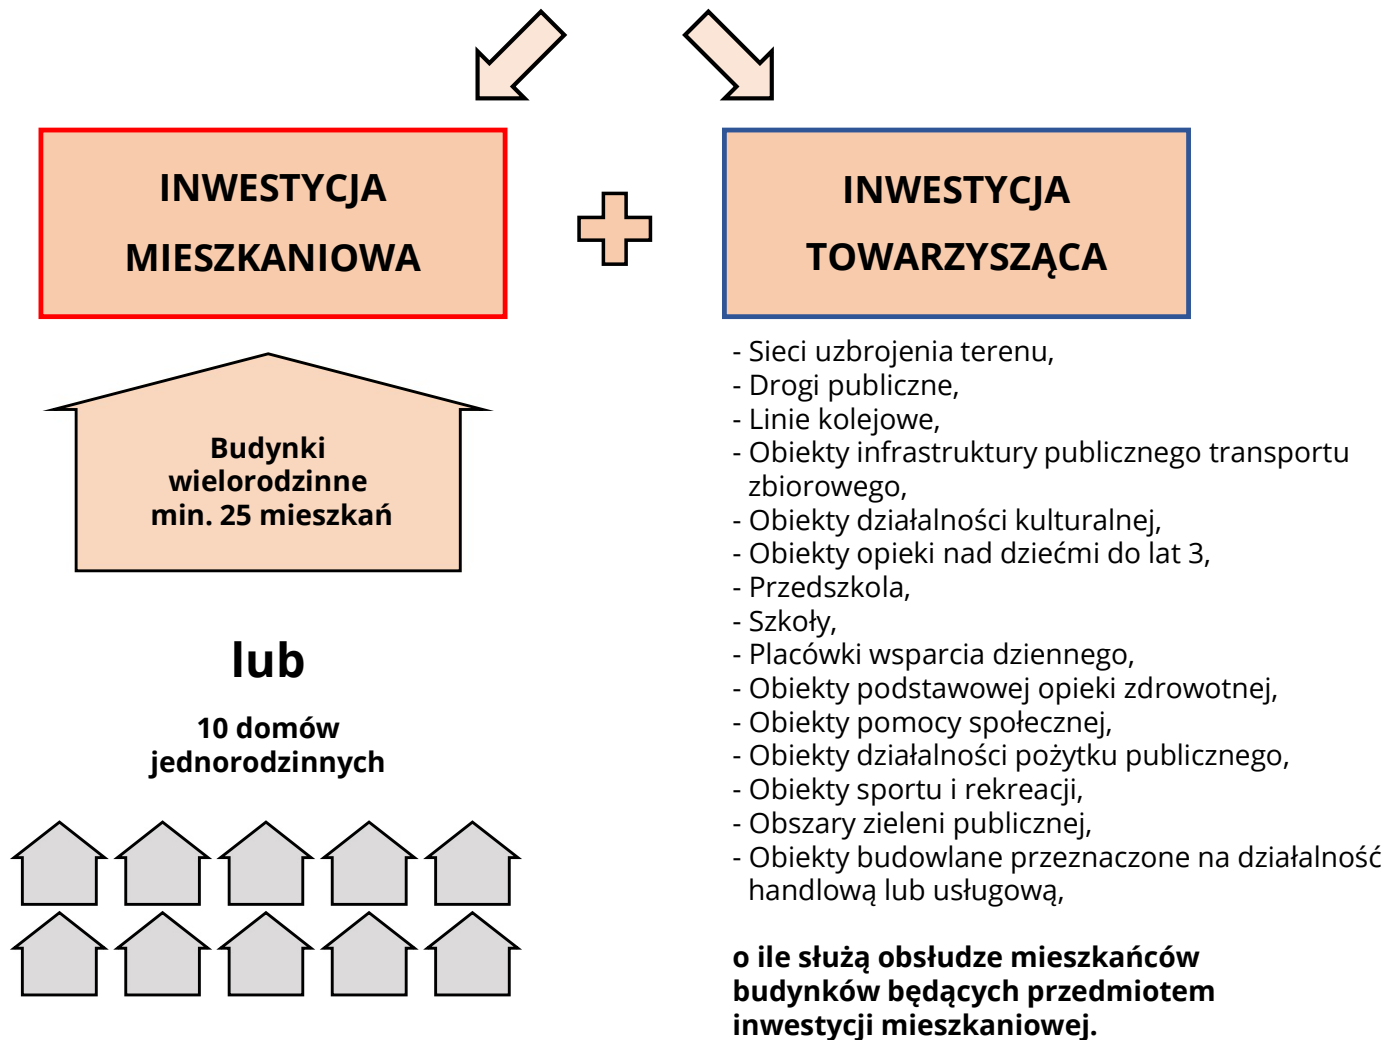 INWESTYCJA
MIESZKANIOWA
INWESTYCJA
TOWARZYSZĄCA
Budynki
wielorodzinne
min. 25 mieszkań
lub
10 domów
jednorodzinnych
- Sieci uzbrojenia terenu,
- Drogi publiczne,
- Linie kolejowe,
- Obiekty infrastruktury publicznego transportu
zbiorowego,
- Obiekty działalności kulturalnej,
- Obiekty opieki nad dziećmi do lat 3,
- Przedszkola,
- Szkoły,
- Placówki wsparcia dziennego,
- Obiekty podstawowej opieki zdrowotnej,
- Obiekty pomocy społecznej,
- Obiekty działalności pożytku publicznego,
- Obiekty sportu i rekreacji,
- Obszary zieleni publicznej,
- Obiekty budowlane przeznaczone na działalność
handlową lub usługową,
o ile służą obsłudze mieszkańców
budynków będących przedmiotem
inwestycji mieszkaniowej.